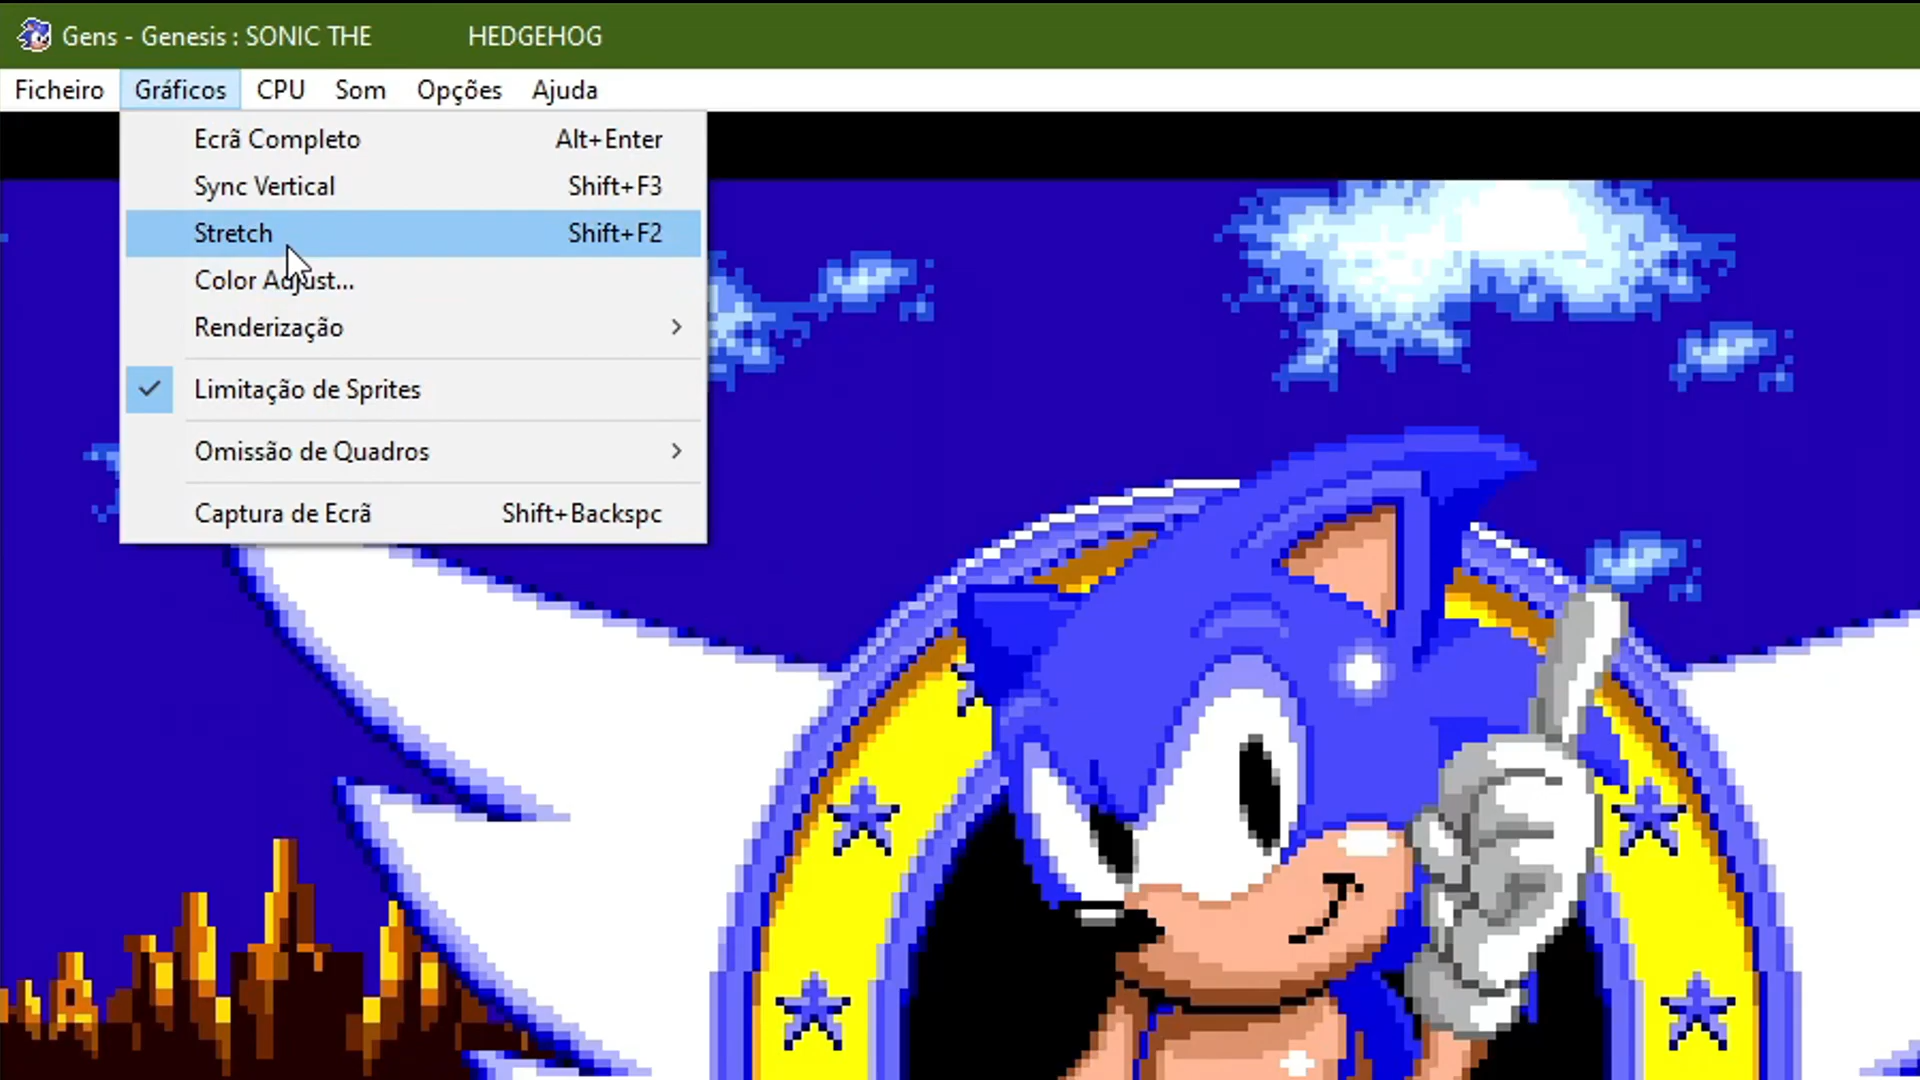 Gens - Genesis : SONIC THE HEDGEHOG
Ficheiro Gráficos CPU Som Opções Ajuda
Ecrã Completo Alt+Enter
Sync Vertical Shift+F3
Stretch Shift+F2
Color Adjust...
Renderização
Limitação de Sprites
Omissão de Quadros
Captura de Ecrã Shift+Backspc